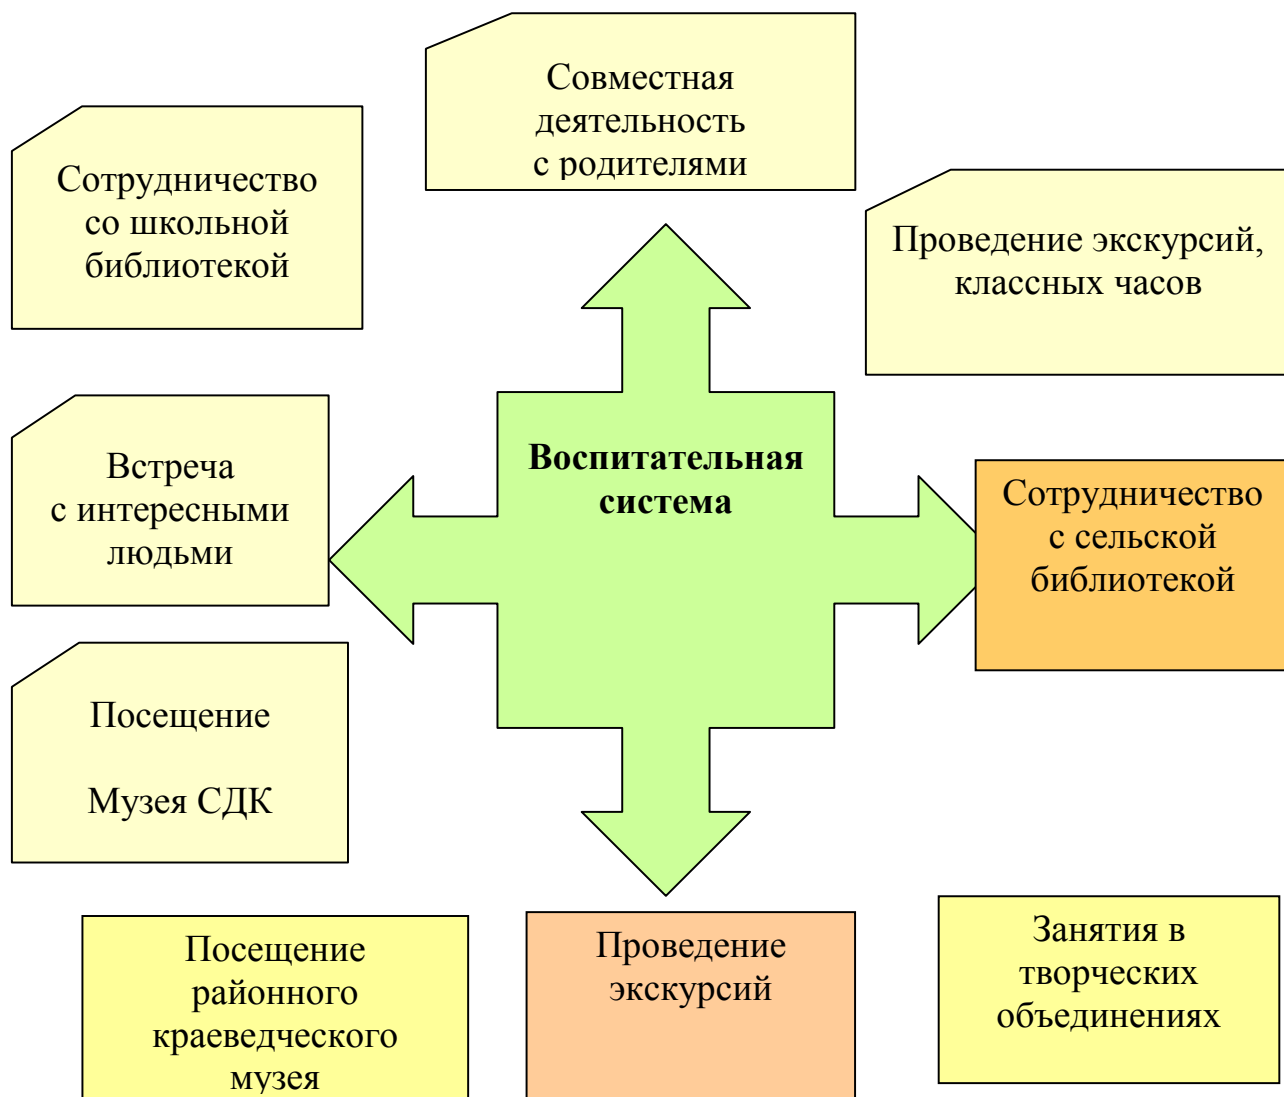 Совместная
деятельность
с родителями
Сотрудничество
со школьной
библиотекой
Проведение экскурсий,
классных часов
Встреча
с интересными
людьми
Воспитательная
система
Сотрудничество
с сельской
библиотекой
Посещение
Музея СДК
Посещение
районного
краеведческого
музея
Проведение
экскурсий
Занятия в
творческих
объединениях